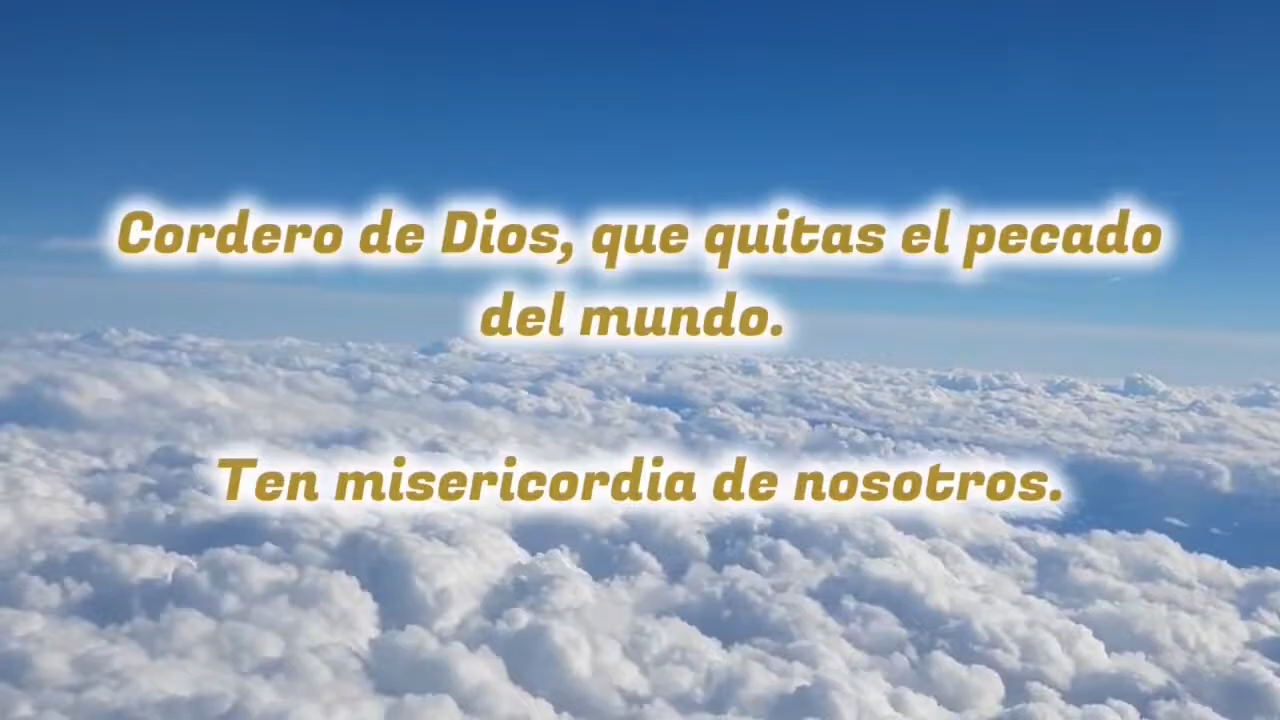 Cordero de Dios, que quitas el pecado
del mundo.
Ten misericordia de nosotros.